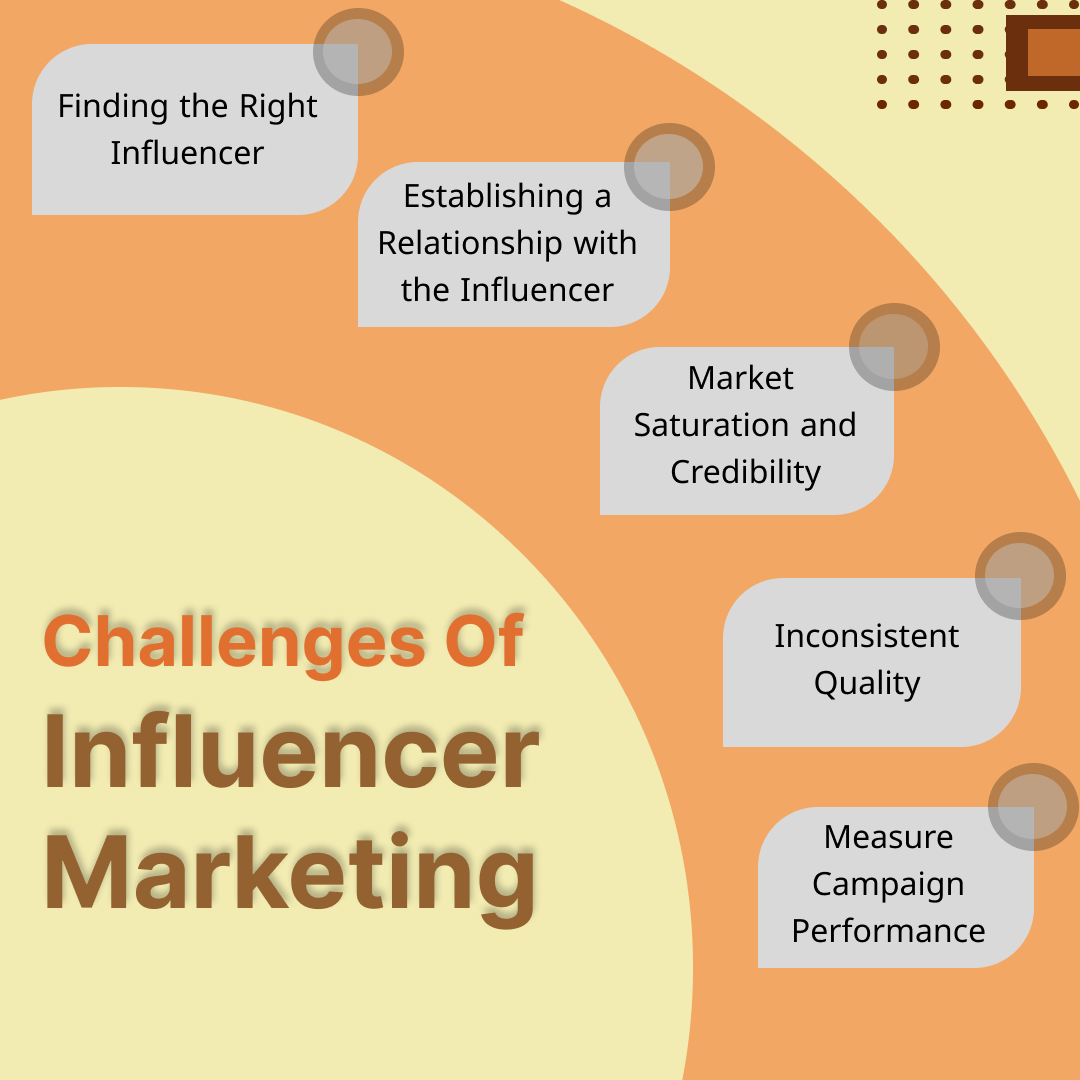 Finding the Right
Influencer
Establishing a
Relationship with
the Influencer
Market
Saturation and
Credibility
Inconsistent
Quality
Challenges Of
Influencer
Marketing
Measure
Campaign
Performance